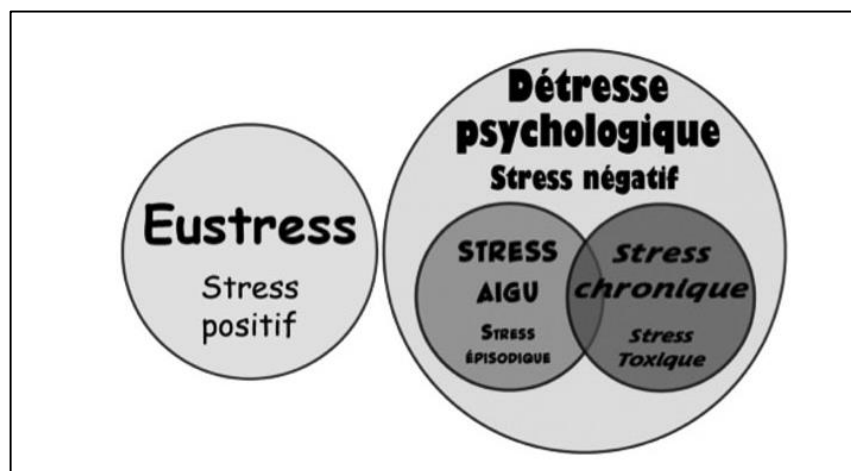 Eustress
Stress
positif
Détresse
psychologique
Stress négatif
STRESS
AIGU
STRESS
ÉPISODIQUE
Stress
chronique
Stress
Toxique